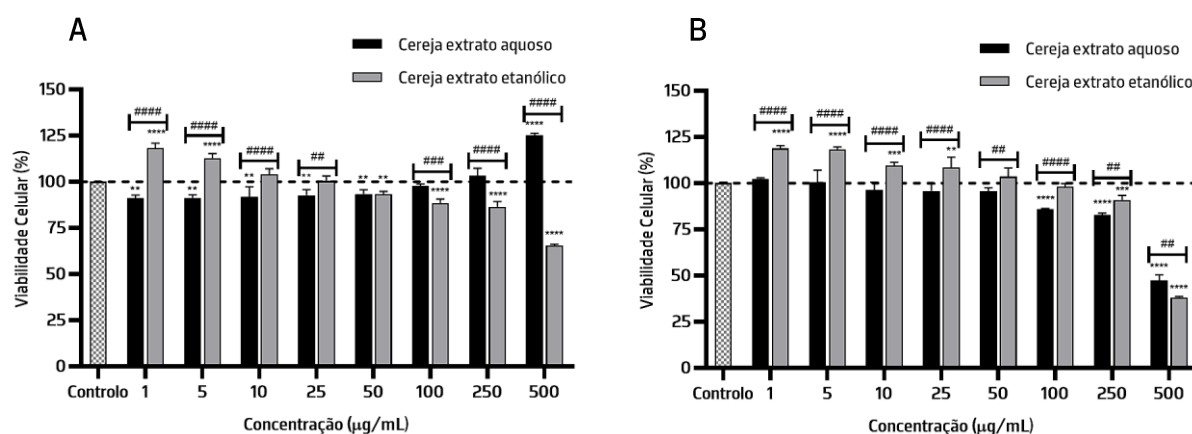 A
Cereja extrato aquoso
Cereja extrato etanólico
Viabilidade Celular (%)
150
125
100
75
50
25
0
#### #### #### ## ### #### ####
**** **** ****
** ** ** ** ** ** **** **** ****
Controlo 1 5 10 25 50 100 250 500
Concentração (µg/mL)
B
Cereja extrato aquoso
Cereja extrato etanólico
Viabilidade Celular (%)
150
125
100
75
50
25
0
#### #### #### #### ## #### ## ##
**** **** *** ** **** **** *** **** ****
Controlo 1 5 10 25 50 100 250 500
Concentração (µg/mL)